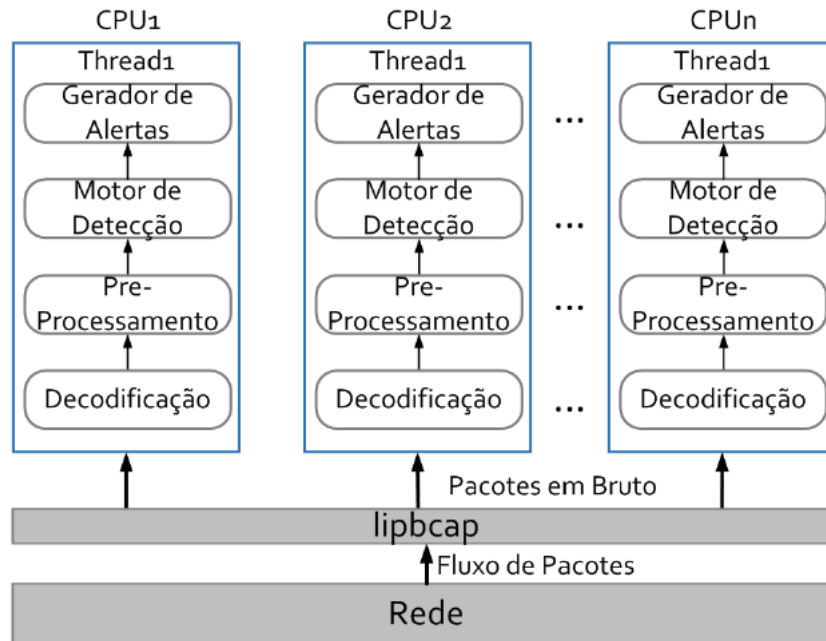 CPU1
CPU2
CPUn
Thread1
Gerador de
Alertas
Motor de
Detecção
Pre-
Processamento
Decodificação
Thread1
Gerador de
Alertas
Motor de
Detecção
Pre-
Processamento
Decodificação
...
...
...
...
Thread1
Gerador de
Alertas
Motor de
Detecção
Pre-
Processamento
Decodificação
Pacotes em Bruto
lipbcap
Fluxo de Pacotes
Rede